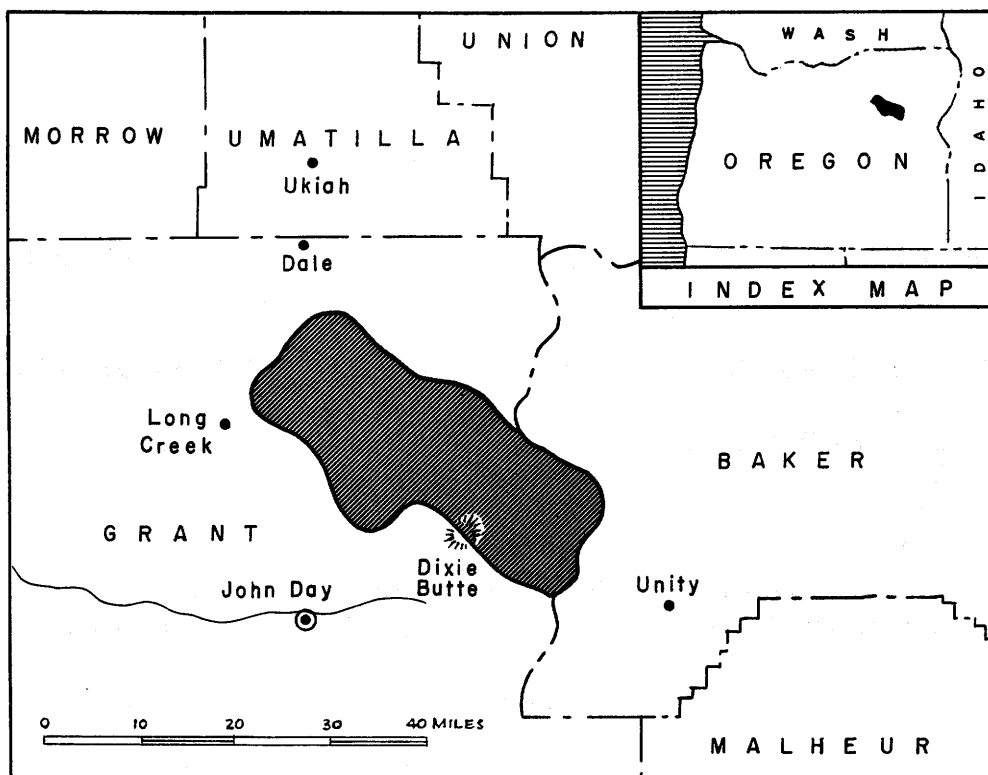 UNION
WASH
MORROW
UMATILLA
Ukiah
IDAHO
OREGON
Dale
INDEX MAP
Long
Creek
BAKER
GRANT
Dixie
Butte
John Day
Unity
0 10 20 30 40 MILES
MALHEUR